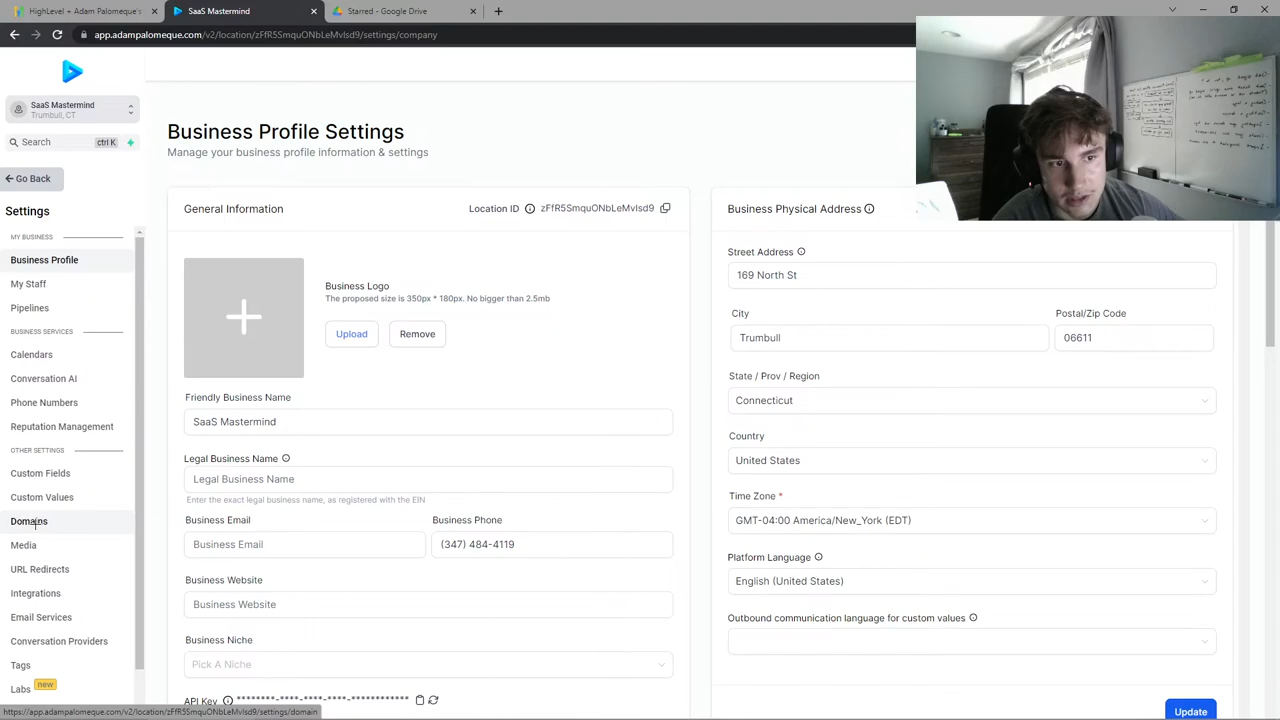 HighLevel + Adam Palomeque's
SaaS Mastermind
Starred - Google Drive
app.adampalomeque.com/v2/location/zFfR5SmquONbLeMvlsd9/settings/company
SaaS Mastermind
Trumbull, CT
Search
ctrl K
Go Back
Settings
MY BUSINESS
Business Profile
My Staff
Pipelines
BUSINESS SERVICES
Calendars
Conversation AI
Phone Numbers
Reputation Management
OTHER SETTINGS
Custom Fields
Custom Values
Domains
Media
URL Redirects
Integrations
Email Services
Conversation Providers
Tags
Labs new
https://app.adampalomeque.com/v2/location/zFfR5SmquONbLeMvlsd9/settings/domain
Business Profile Settings
Manage your business profile information & settings
General Information
Location ID zFfR5SmquONbLeMvlsd9
Business Logo
The proposed size is 350px * 180px. No bigger than 2.5mb
Upload
Remove
Friendly Business Name
SaaS Mastermind
Legal Business Name
Legal Business Name
Enter the exact legal business name, as registered with the EIN
Business Email
Business Email
Business Phone
(347) 484-4119
Business Website
Business Website
Business Niche
Pick A Niche
API Key ********-****-****-****-************
Business Physical Address
Street Address
169 North St
City
Trumbull
Postal/Zip Code
06611
State / Prov / Region
Connecticut
Country
United States
Time Zone *
GMT-04:00 America/New_York (EDT)
Platform Language
English (United States)
Outbound communication language for custom values
Update